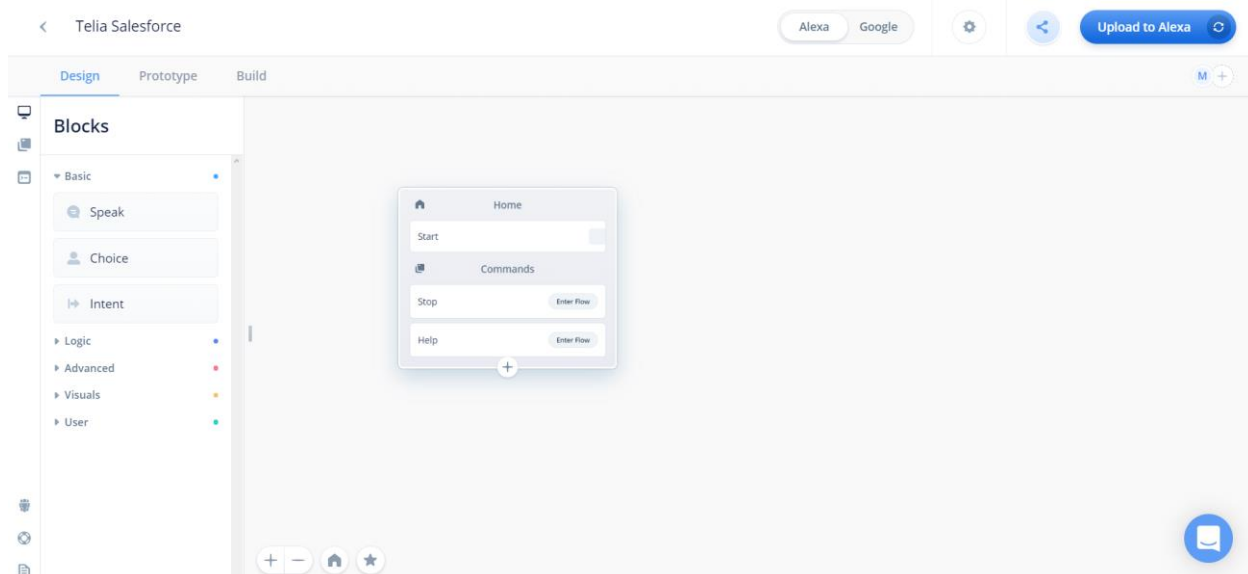 Telia Salesforce
Alexa Google
Upload to Alexa
Design Prototype Build
M
Blocks
Basic
Speak
Choice
Intent
Logic
Advanced
Visuals
User
Home
Start
Commands
Stop Enter Flow
Help Enter Flow